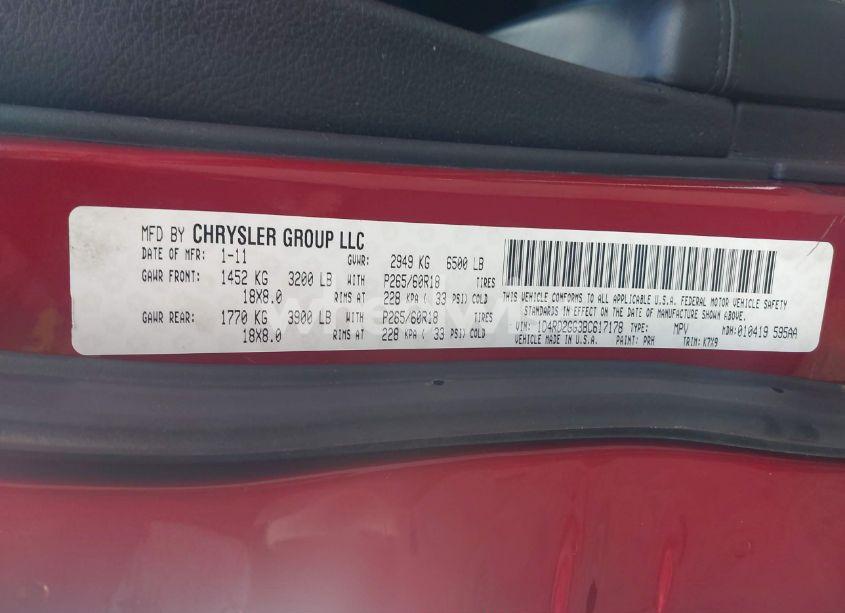 MFD BY CHRYSLER GROUP LLC
DATE OF MFR: 1-11 GVWR: 2949 KG 6500 LB
GAWR FRONT: 1452 KG 3200 LB WITH P265/60R18 TIRES
18X8.0 RIMS AT 228 KPA ( 33 PSI) COLD
GAWR REAR: 1770 KG 3900 LB WITH P265/60R18 TIRES
18X8.0 RIMS AT 228 KPA ( 33 PSI) COLD
THIS VEHICLE CONFORMS TO ALL APPLICABLE U.S.A. FEDERAL MOTOR VEHICLE SAFETY
STANDARDS IN EFFECT ON THE DATE OF MANUFACTURE SHOWN ABOVE.
VIN: 1D4RD2GG3BC617178 TYPE: MPV MDH: 010419 595AA
VEHICLE MADE IN U.S.A. PAINT: PRH TRIM: K7X9